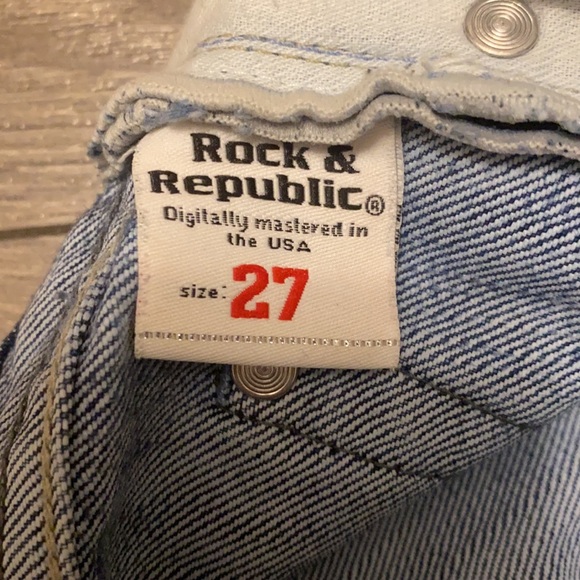 Rock &
Republic®
Digitally mastered in
the USA
size: 27